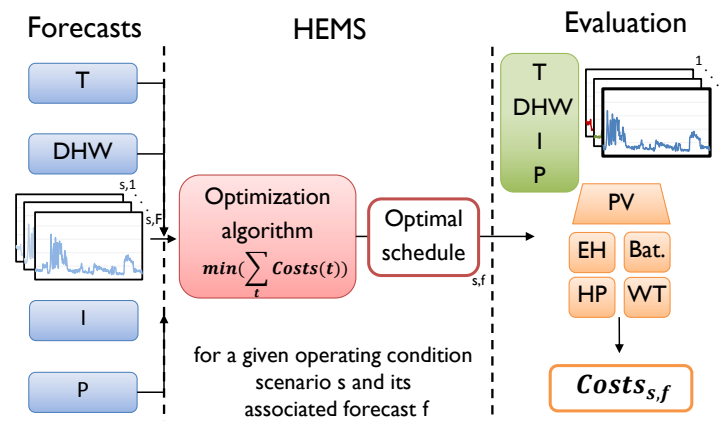 Forecasts
HEMS
Evaluation
T
DHW
s,1
s,F
I
P
Optimization
algorithm
min(∑ Costs(t))
t
Optimal
schedule
s,f
for a given operating condition
scenario s and its
associated forecast f
T
DHW
I
P
1
PV
EH
Bat.
HP
WT
Costs_{s,f}